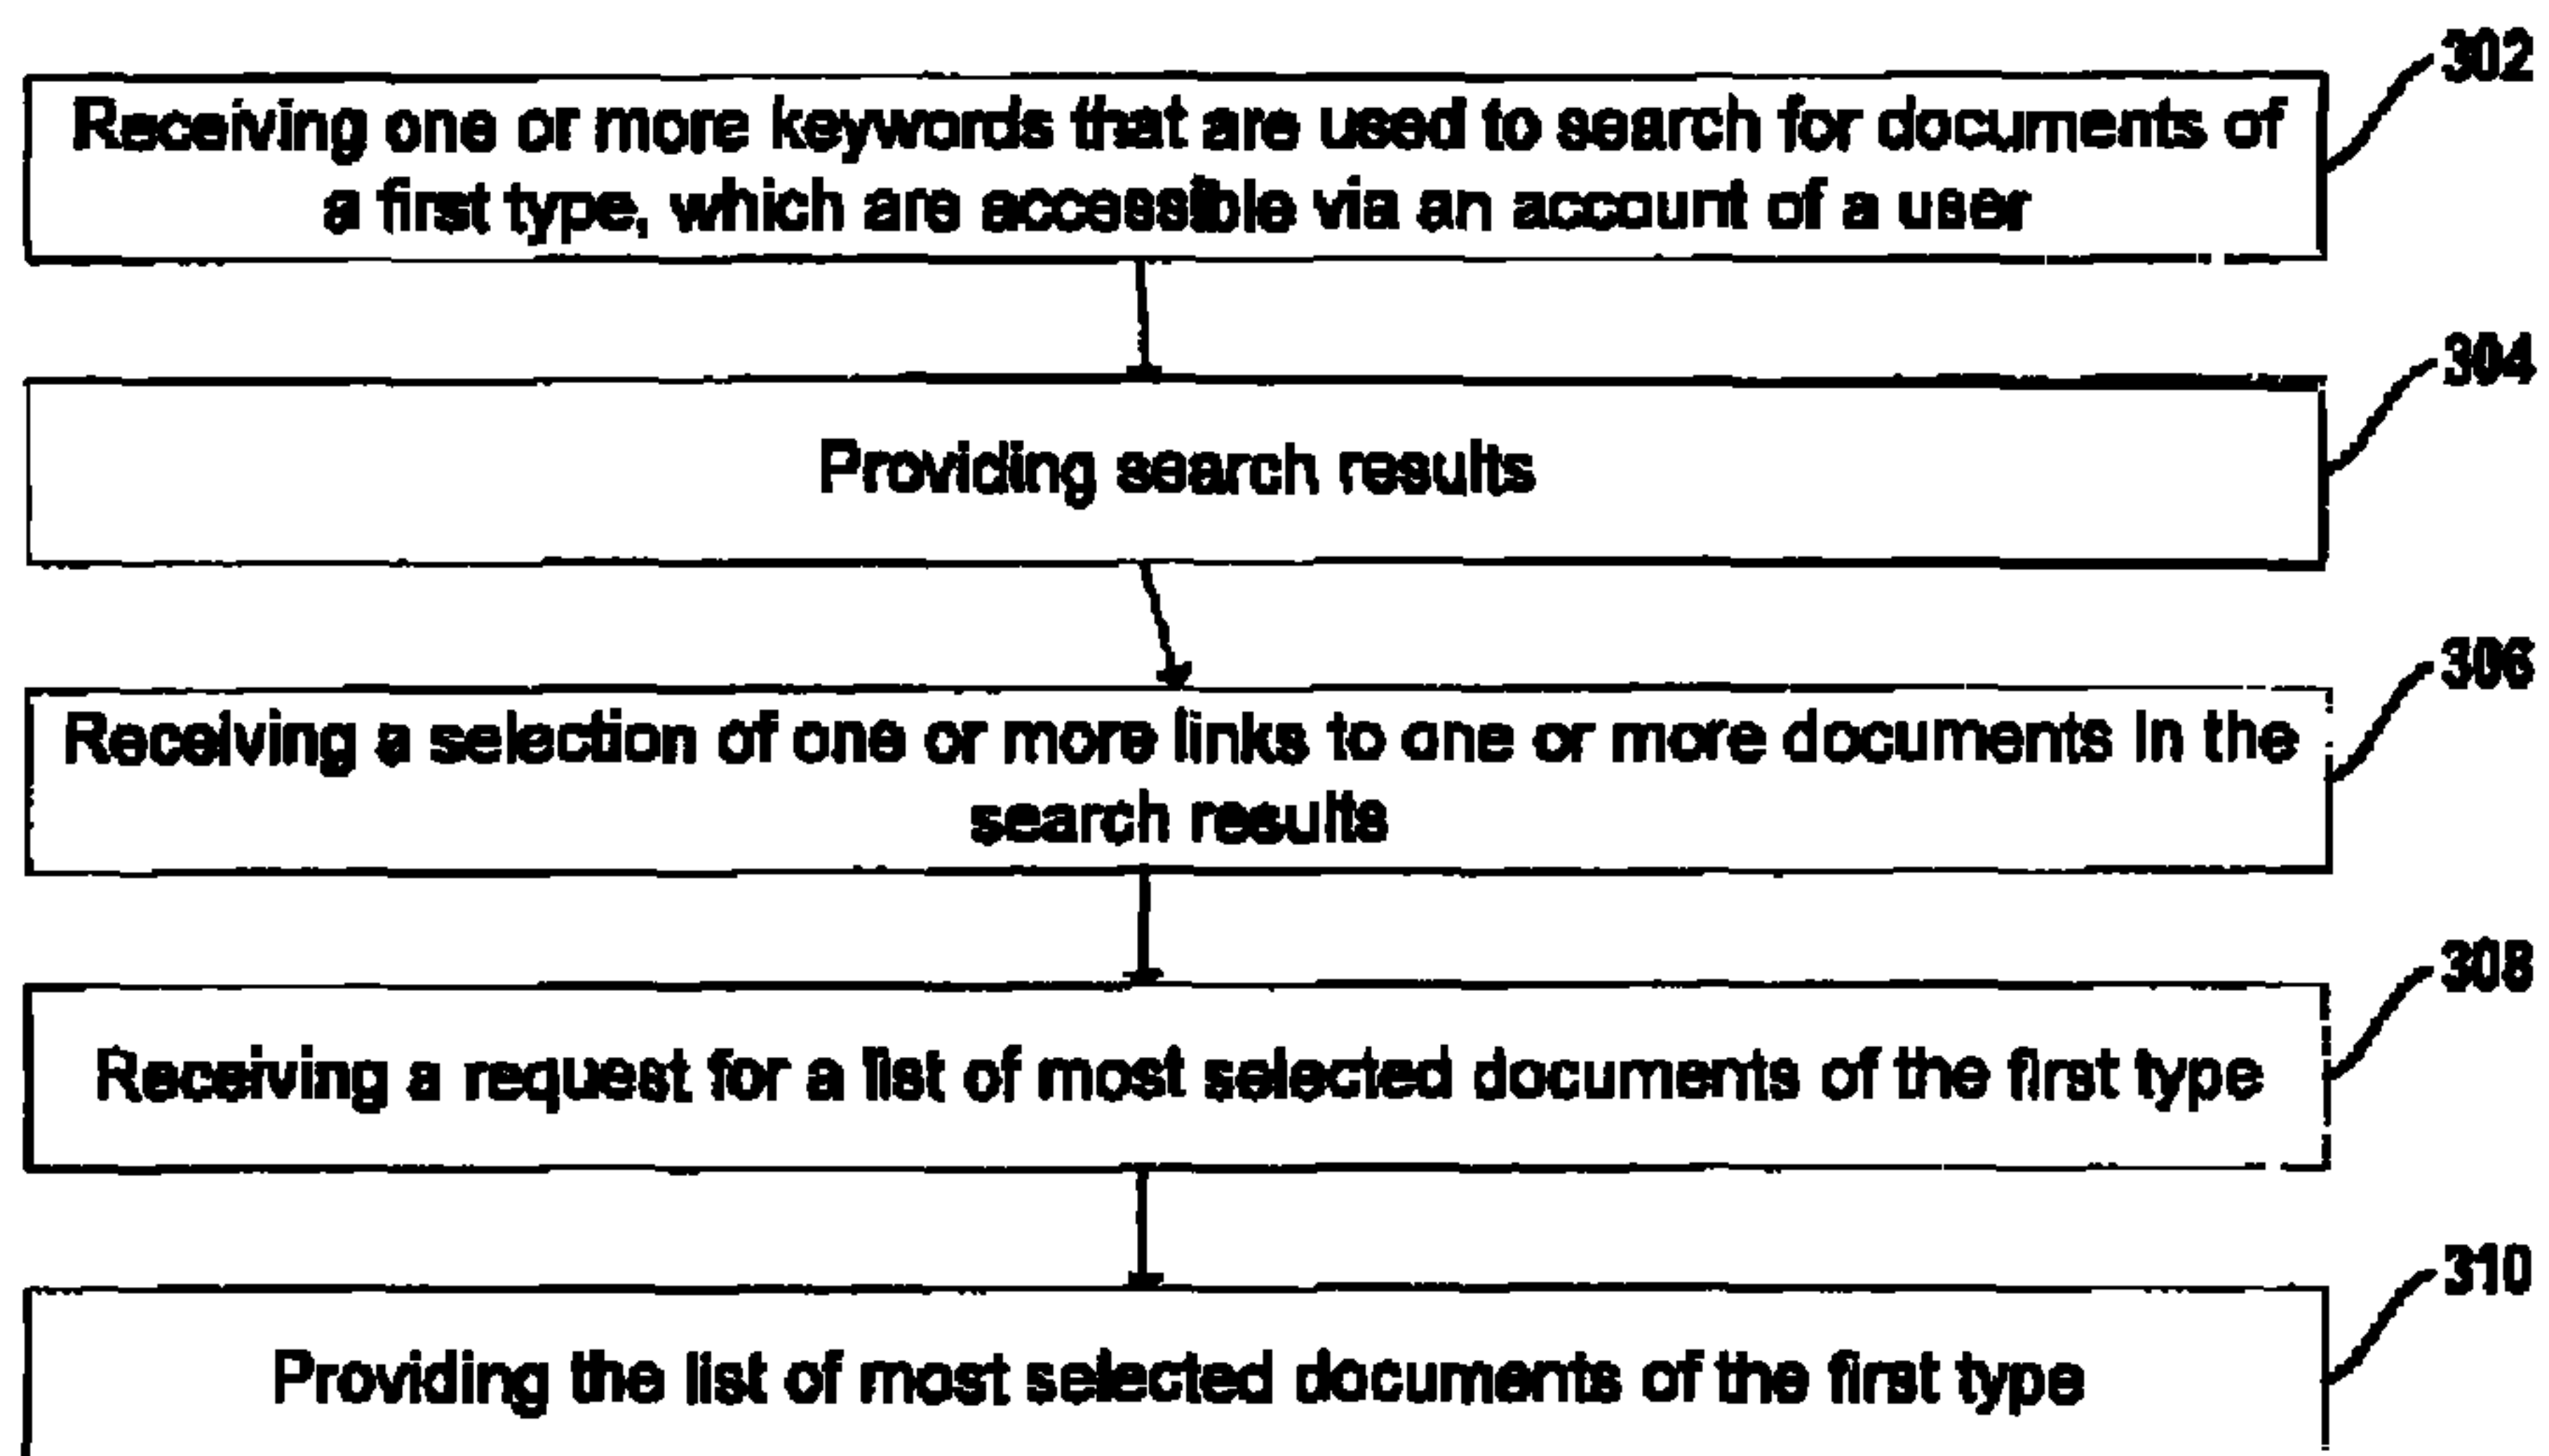 302
Receiving one or more keywords that are used to search for documents of
a first type, which are accessible via an account of a user
304
Providing search results
306
Receiving a selection of one or more links to one or more documents in the
search results
308
Receiving a request for a list of most selected documents of the first type
310
Providing the list of most selected documents of the first type